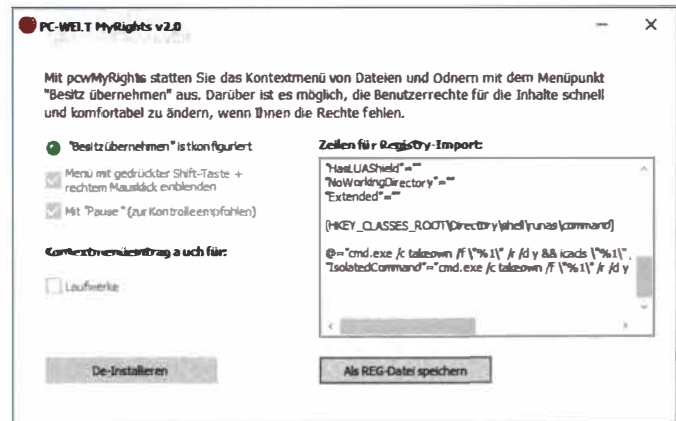 PC-WELT MyRights v2.0
Mit pcwMyRights statten Sie das Kontextmenü von Dateien und Odnern mit dem Menüpunkt
"Besitz übernehmen" aus. Darüber ist es möglich, die Benutzerrechte für die Inhalte schnell
und komfortabel zu ändern, wenn Ihnen die Rechte fehlen.
"Besitz übernehmen" ist konfiguriert
Menü mit gedrückter Shift-Taste +
rechtem Mausklick einblenden
Mit "Pause" (zur Kontrolle empfohlen)
Kontextmenüeintrag auch für:
Laufwerke
De-Installieren
Zeilen für Registry-Import:
"HasLUAShield"=""
"NoWorkingDirectory"=""
"Extended"=""
[HKEY_CLASSES_ROOT\Directory\shell\runas\command]
@="cmd.exe /c takeown /f \"%1\" /r /d y && icacls \"%1\" .
"IsolatedCommand"="cmd.exe /c takeown /f \"%1\" /r /d y
Als REG-Datei speichern